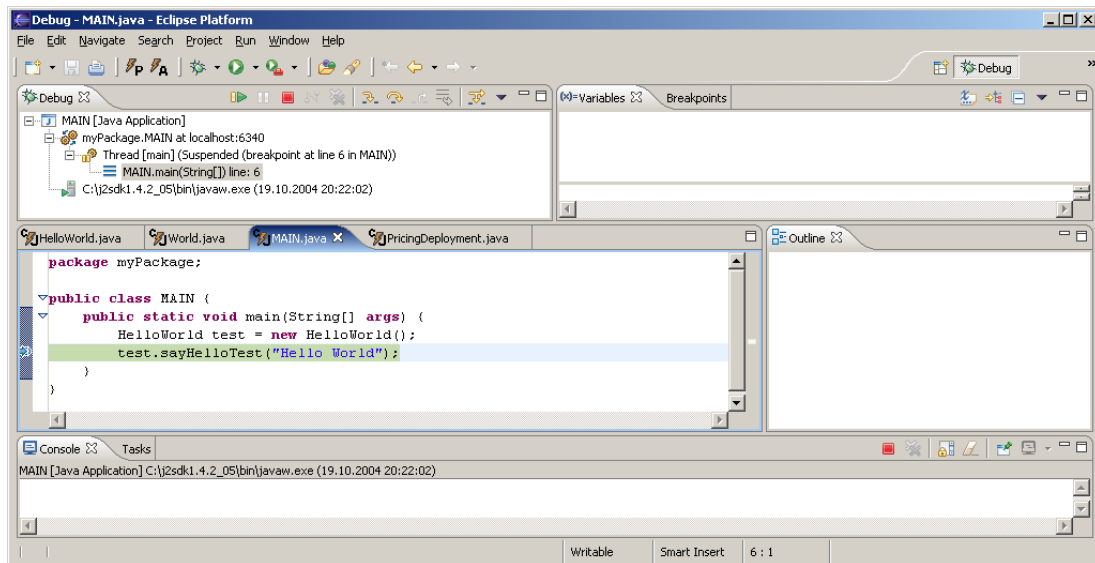 Debug - MAIN.java - Eclipse Platform
File Edit Navigate Search Project Run Window Help
P A Debug »
Debug
MAIN [Java Application]
myPackage.MAIN at localhost:6340
Thread [main] (Suspended (breakpoint at line 6 in MAIN))
MAIN.main(String[]) line: 6
C:\j2sdk1.4.2_05\bin\javaw.exe (19.10.2004 20:22:02)
(x)=Variables Breakpoints
HelloWorld.java World.java MAIN.java PricingDeployment.java
package myPackage;
public class MAIN {
public static void main(String[] args) {
HelloWorld test = new HelloWorld();
test.sayHelloTest("Hello World");
}
}
Outline
Console Tasks
MAIN [Java Application] C:\j2sdk1.4.2_05\bin\javaw.exe (19.10.2004 20:22:02)
Writable Smart Insert 6 : 1